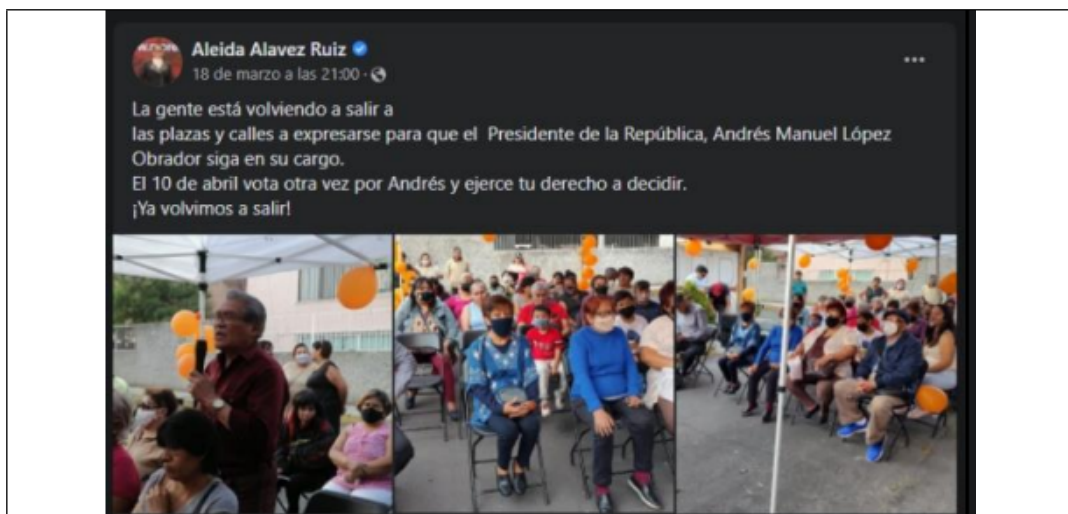 Aleida Alavez Ruiz
18 de marzo a las 21:00 ·
La gente está volviendo a salir a
las plazas y calles a expresarse para que el Presidente de la República, Andrés Manuel López
Obrador siga en su cargo.
El 10 de abril vota otra vez por Andrés y ejerce tu derecho a decidir.
¡Ya volvimos a salir!